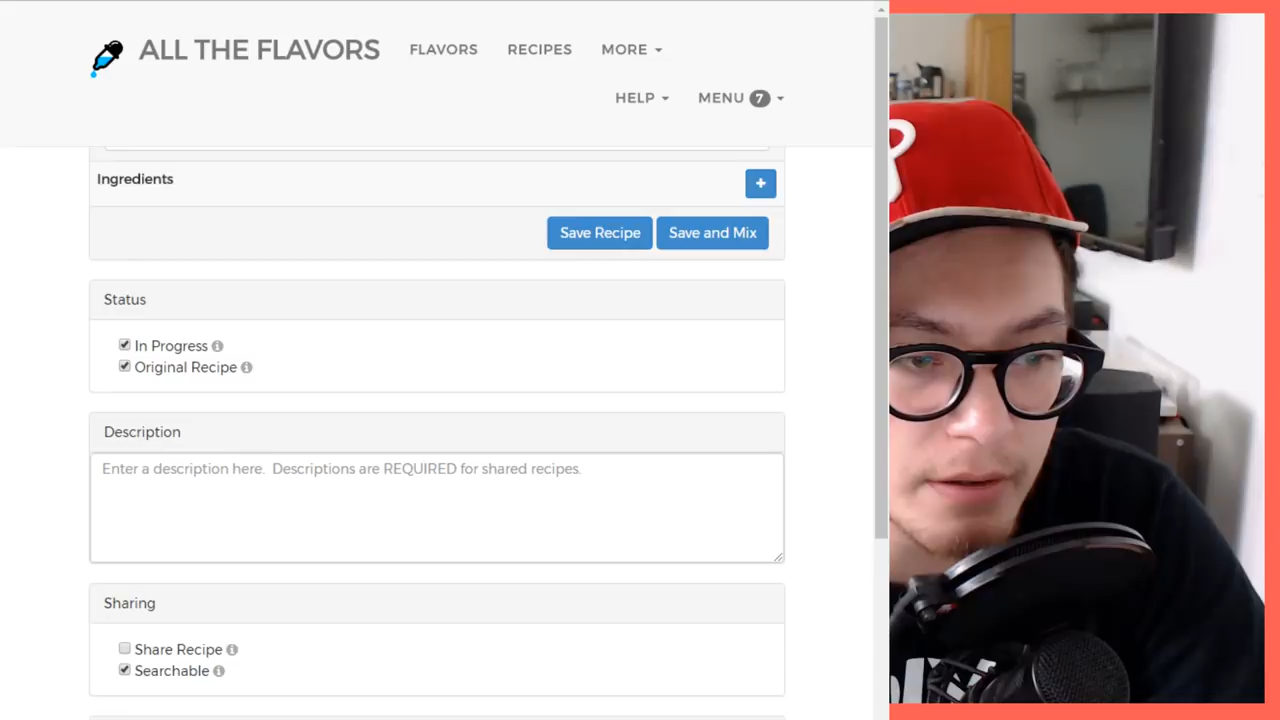 ALL THE FLAVORS
FLAVORS
RECIPES
MORE
HELP
MENU 7
Ingredients
+
Save Recipe
Save and Mix
Status
In Progress
Original Recipe
Description
Enter a description here. Descriptions are REQUIRED for shared recipes.
Sharing
Share Recipe
Searchable